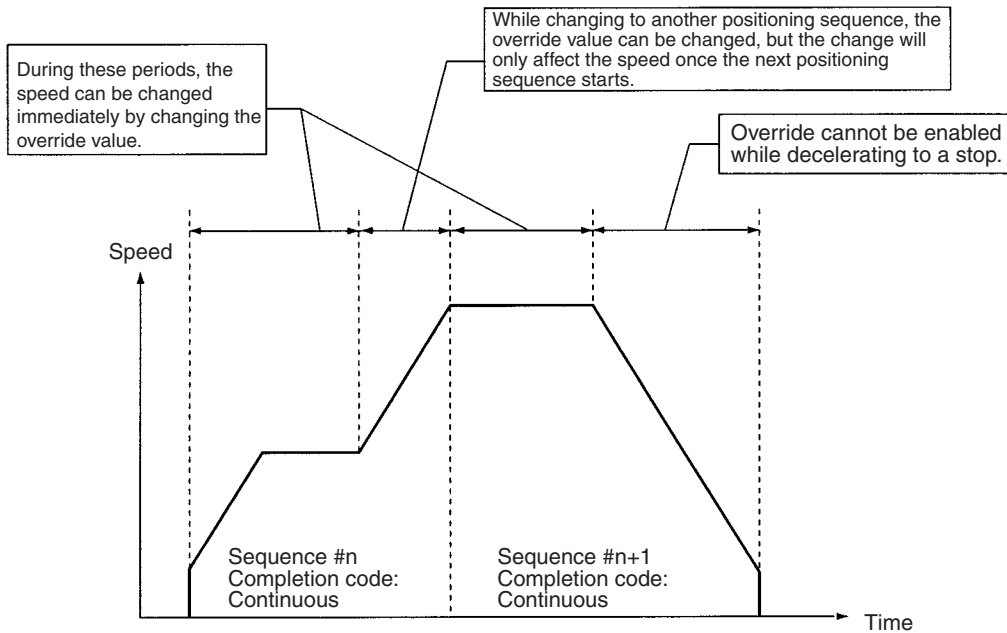 While changing to another positioning sequence, the
override value can be changed, but the change will
only affect the speed once the next positioning
sequence starts.
During these periods, the
speed can be changed
immediately by changing the
override value.
Override cannot be enabled
while decelerating to a stop.
Speed
Sequence #n
Completion code:
Continuous
Sequence #n+1
Completion code:
Continuous
Time